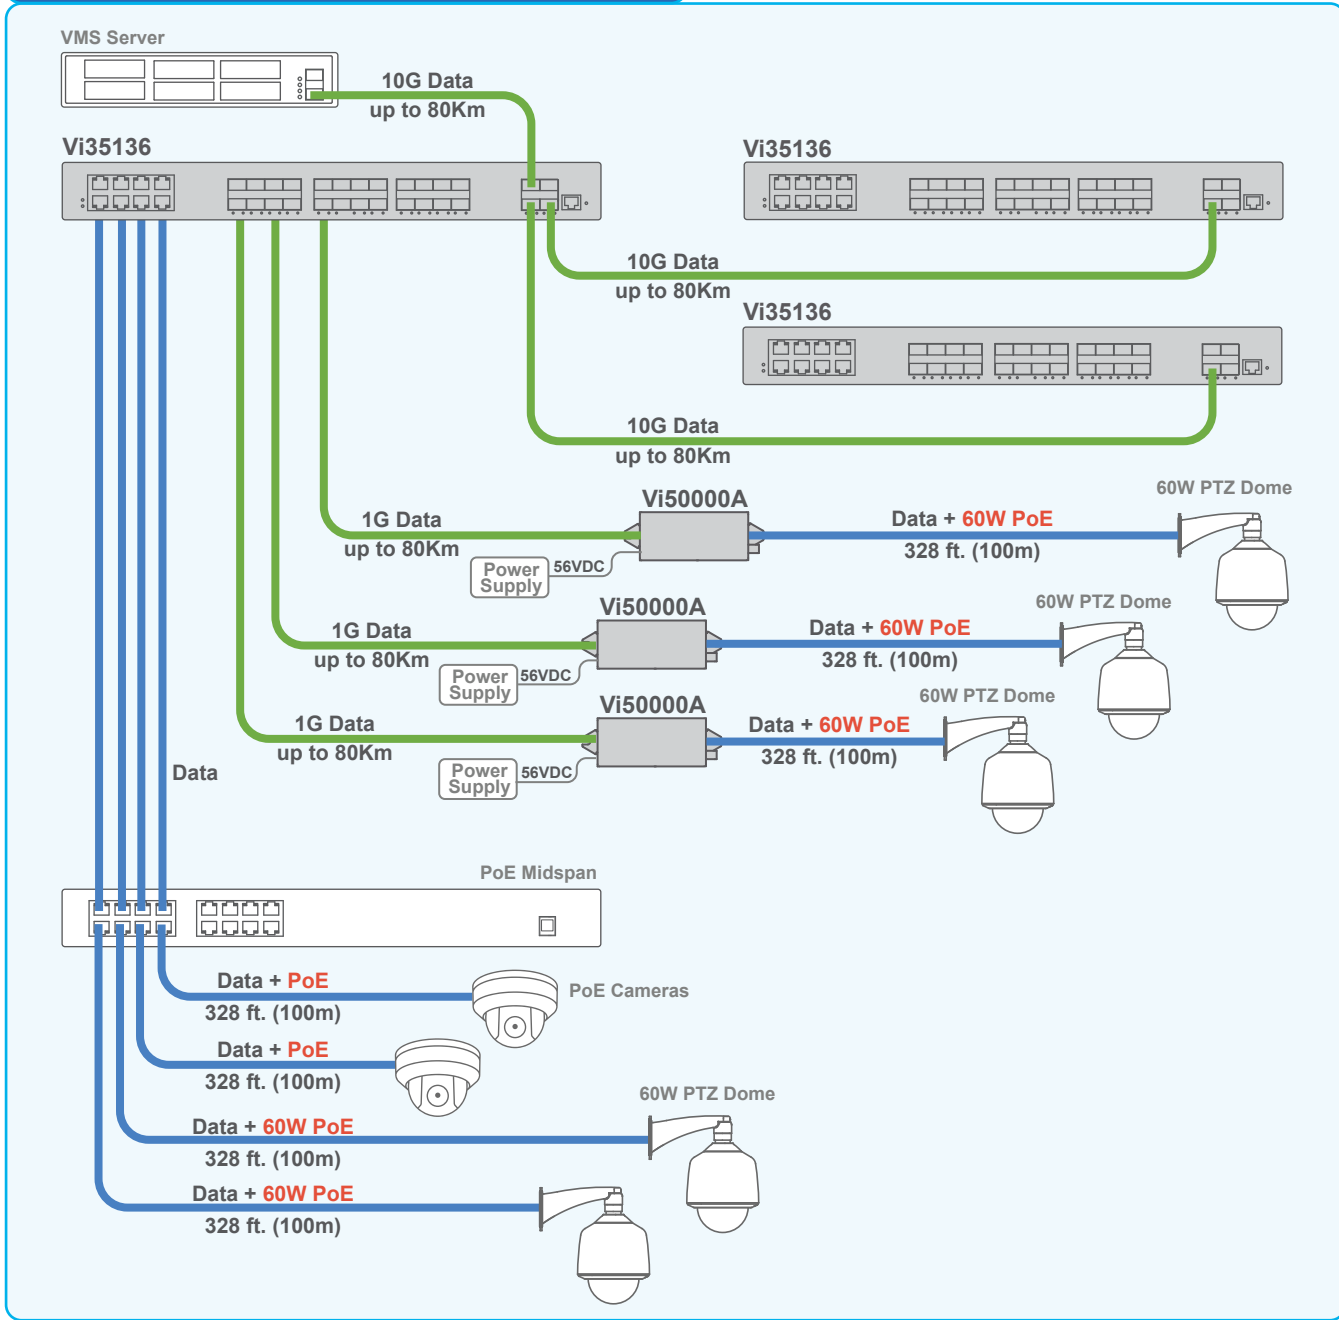 VMS Server
10G Data
up to 80Km
Vi35136
Vi35136
10G Data
up to 80Km
Vi35136
10G Data
up to 80Km
Vi50000A
60W PTZ Dome
1G Data
up to 80Km
Data + 60W PoE
328 ft. (100m)
Power
Supply
56VDC
Vi50000A
60W PTZ Dome
1G Data
up to 80Km
Data + 60W PoE
328 ft. (100m)
Power
Supply
56VDC
Vi50000A
60W PTZ Dome
1G Data
up to 80Km
Data + 60W PoE
328 ft. (100m)
Power
Supply
56VDC
Data
PoE Midspan
Data + PoE
328 ft. (100m)
PoE Cameras
Data + PoE
328 ft. (100m)
60W PTZ Dome
Data + 60W PoE
328 ft. (100m)
Data + 60W PoE
328 ft. (100m)